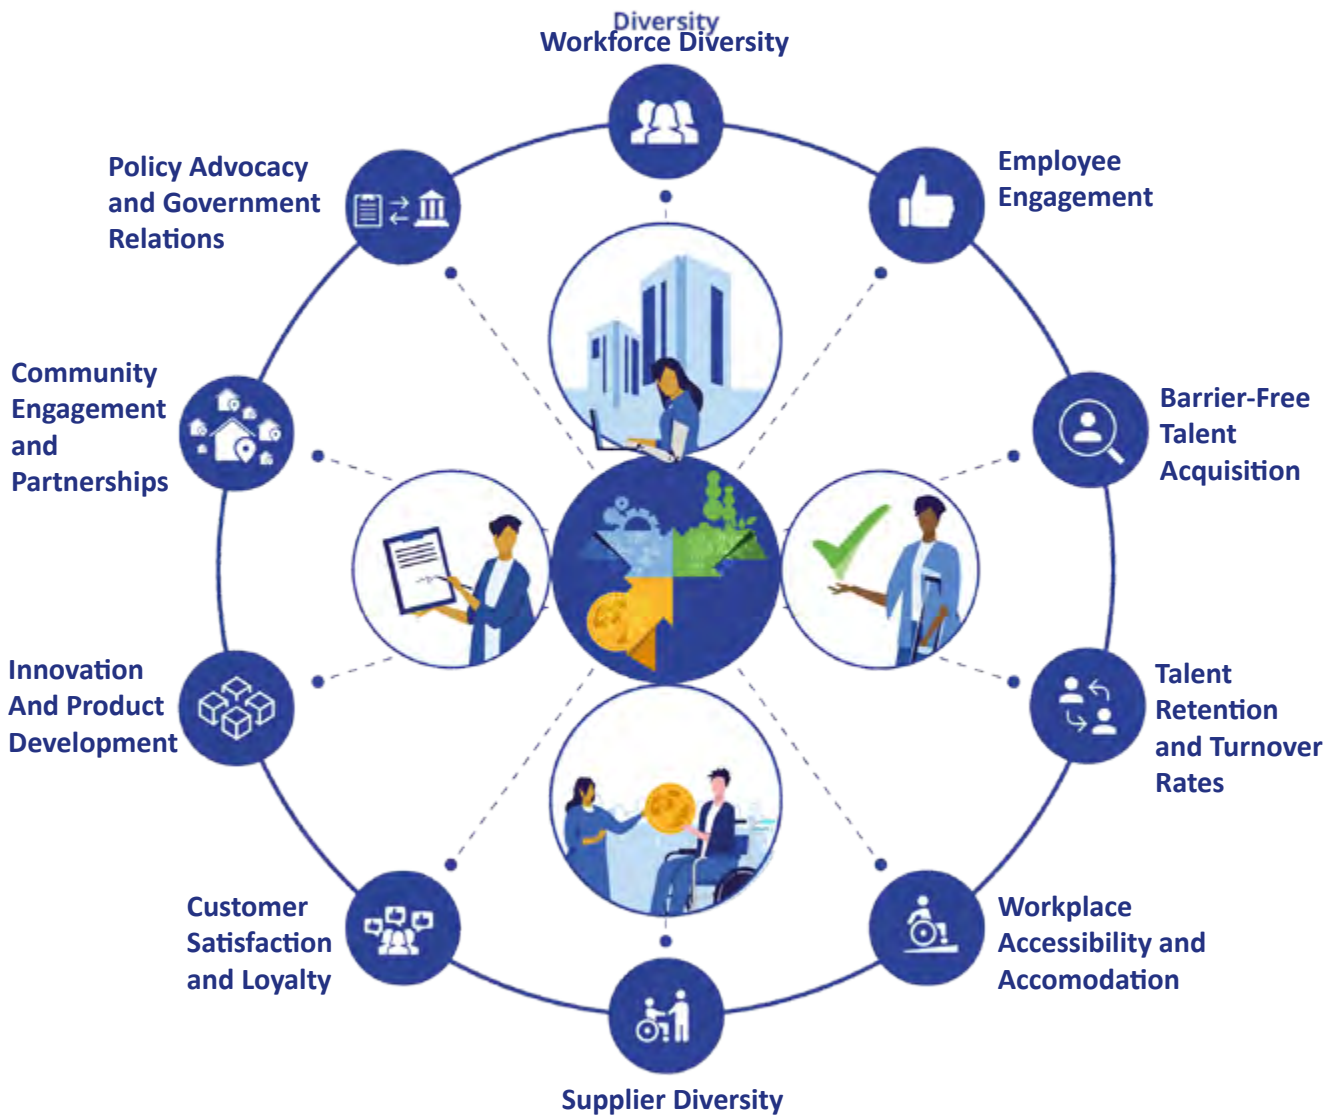 Diversity
Workforce Diversity
Employee
Engagement
Barrier-Free
Talent
Acquisition
Talent
Retention
and Turnover
Rates
Workplace
Accessibility and
Accomodation
Supplier Diversity
Customer
Satisfaction
and Loyalty
Innovation
And Product
Development
Community
Engagement
and
Partnerships
Policy Advocacy
and Government
Relations